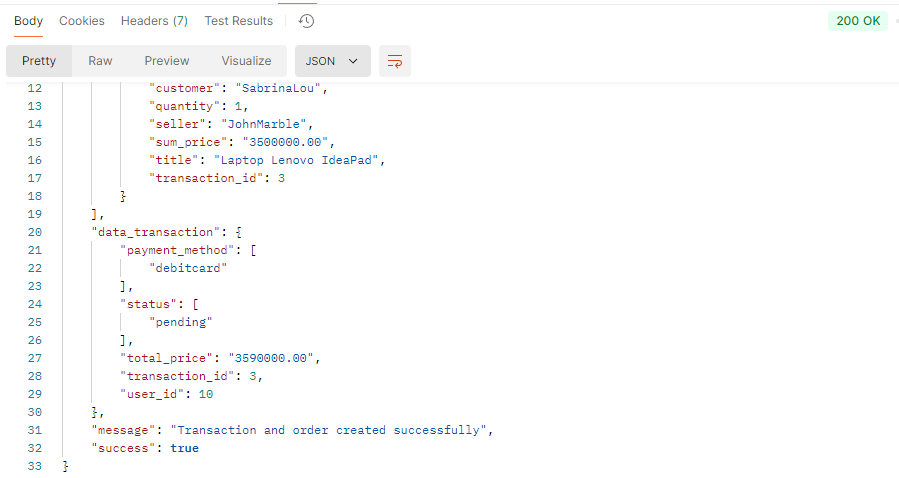 Body Cookies Headers (7) Test Results 200 OK
Pretty Raw Preview Visualize JSON
12 "customer": "SabrinaLou",
13 "quantity": 1,
14 "seller": "JohnMarble",
15 "sum_price": "3500000.00",
16 "title": "Laptop Lenovo IdeaPad",
17 "transaction_id": 3
18 }
19 ],
20 "data_transaction": {
21 "payment_method": [
22 "debitcard"
23 ],
24 "status": [
25 "pending"
26 ],
27 "total_price": "3590000.00",
28 "transaction_id": 3,
29 "user_id": 10
30 },
31 "message": "Transaction and order created successfully",
32 "success": true
33 }